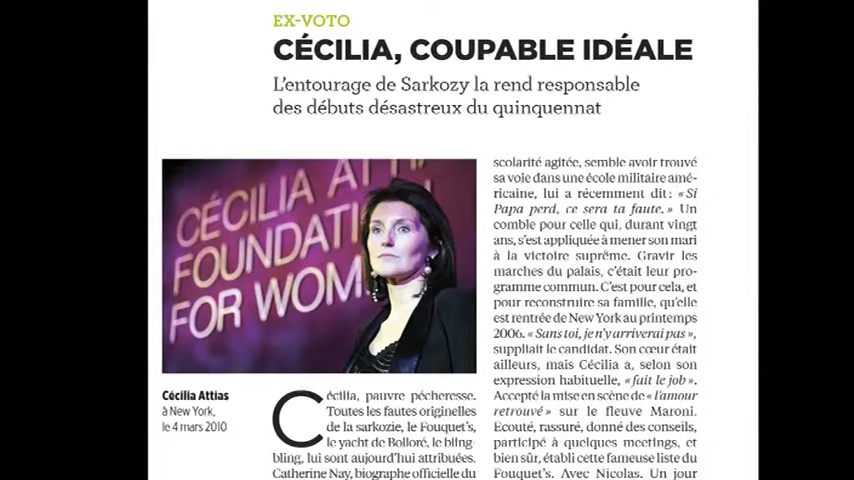 EX-VOTO
CÉCILIA, COUPABLE IDÉALE
L'entourage de Sarkozy la rend responsable
des débuts désastreux du quinquennat
CÉCILIA ATTI
FOUNDATION
FOR WOM
Cécilia Attias
à New York,
le 4 mars 2010
Cécilia, pauvre pécheresse.
Toutes les fautes originelles
de la sarkozie, le Fouquet's,
le yacht de Bolloré, le bling-
bling, lui sont aujourd'hui attribuées.
Catherine Nay, biographe officielle du
scolarité agitée, semble avoir trouvé
sa voie dans une école militaire amé-
ricaine, lui a récemment dit : « Si
Papa perd, ce sera ta faute. » Un
comble pour celle qui, durant vingt
ans, s'est appliquée à mener son mari
à la victoire suprême. Gravir les
marches du palais, c'était leur pro-
gramme commun. C'est pour cela, et
pour reconstruire sa famille, qu'elle
est rentrée de New York au printemps
2006. « Sans toi, je n'y arriverai pas »,
suppliait le candidat. Son cœur était
ailleurs, mais Cécilia a, selon son
expression habituelle, « fait le job ».
Accepté la mise en scène de « l'amour
retrouvé » sur le fleuve Maroni.
Ecouté, rassuré, donné des conseils,
participé à quelques meetings, et
bien sûr, établi cette fameuse liste du
Fouquet's. Avec Nicolas. Un jour